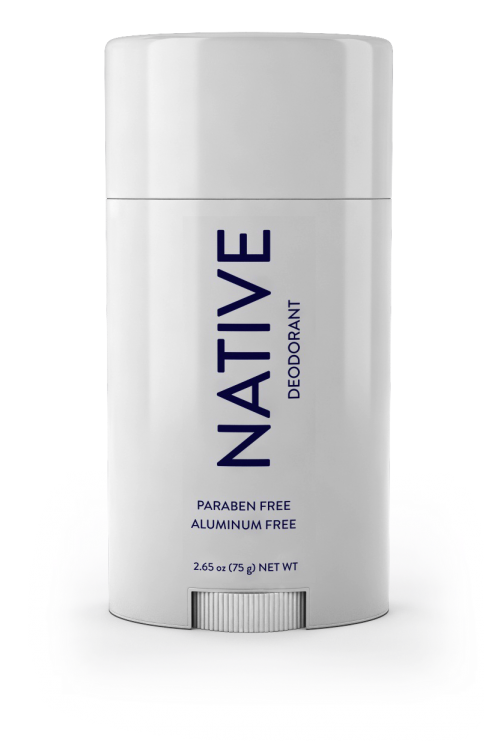 NATIVE
DEODORANT
PARABEN FREE
ALUMINUM FREE
2.65 oz (75 g) NET WT